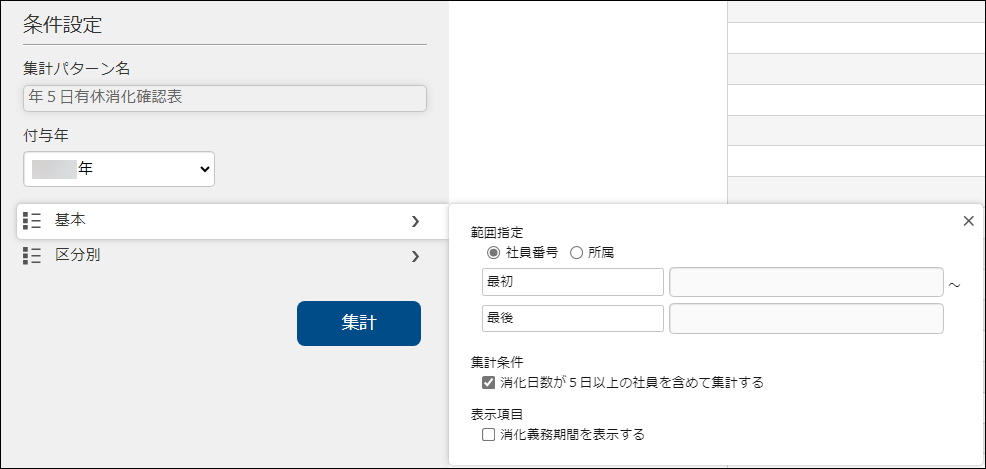 条件設定
集計パターン名
年５日有休消化確認表
付与年
年
基本
区分別
集計
範囲指定
社員番号 所属
最初 ～
最後
集計条件
消化日数が５日以上の社員を含めて集計する
表示項目
消化義務期間を表示する